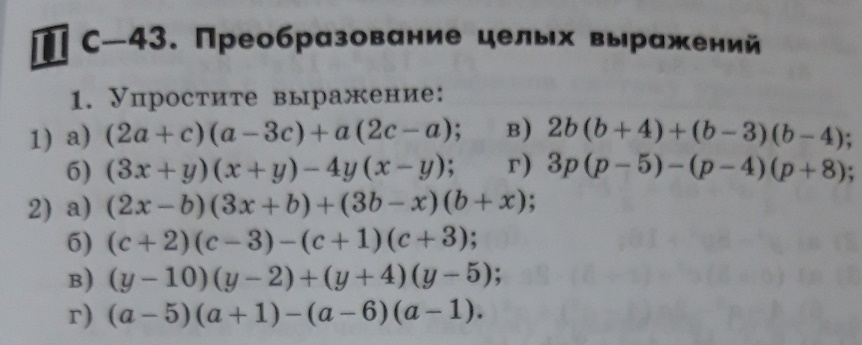 С—43. Преобразование целых выражений
1. Упростите выражение:
1) а) (2a + c)(a – 3c) + a(2c – a); в) 2b(b + 4) + (b – 3)(b – 4);
б) (3x + y)(x + y) – 4y(x – y); г) 3p(p – 5) – (p – 4)(p + 8);
2) а) (2x – b)(3x + b) + (3b – x)(b + x);
б) (c + 2)(c – 3) – (c + 1)(c + 3);
в) (y – 10)(y – 2) + (y + 4)(y – 5);
г) (a – 5)(a + 1) – (a – 6)(a – 1).